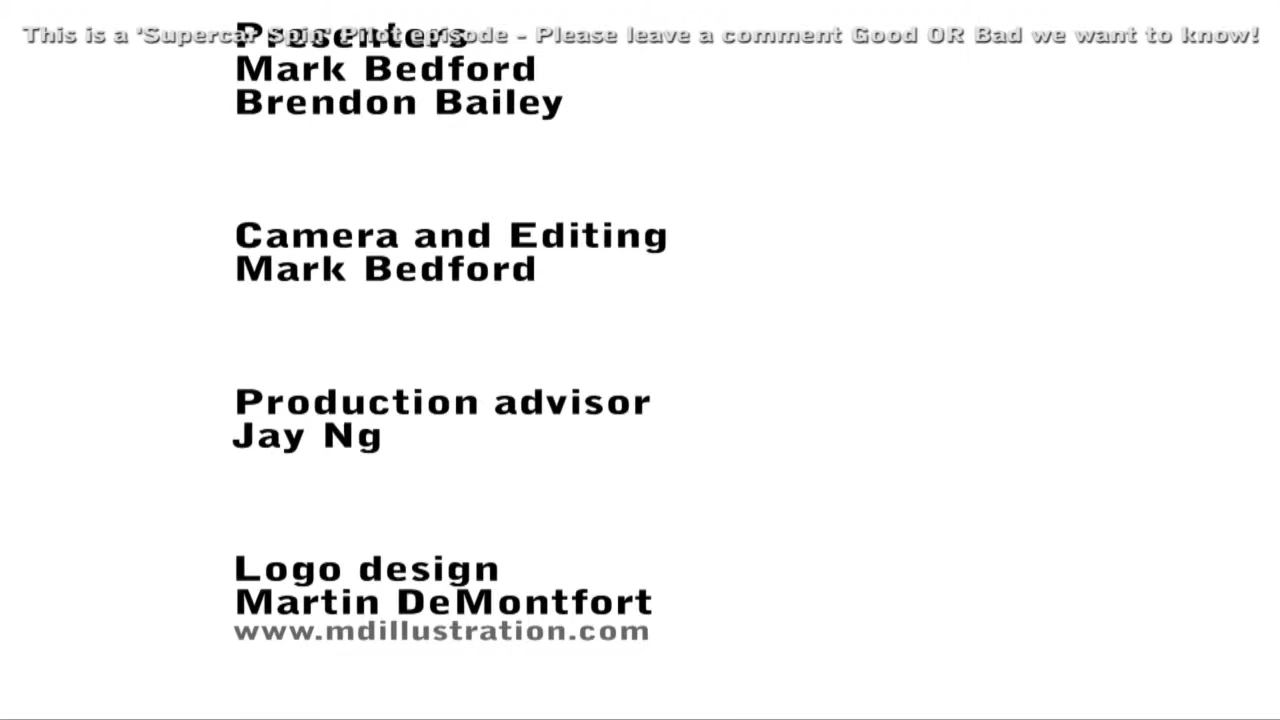 This is a 'Supercar Spin' Pilot episode - Please leave a comment Good OR Bad we want to know!
Presenters
Mark Bedford
Brendon Bailey
Camera and Editing
Mark Bedford
Production advisor
Jay Ng
Logo design
Martin DeMontfort
www.mdillustration.com